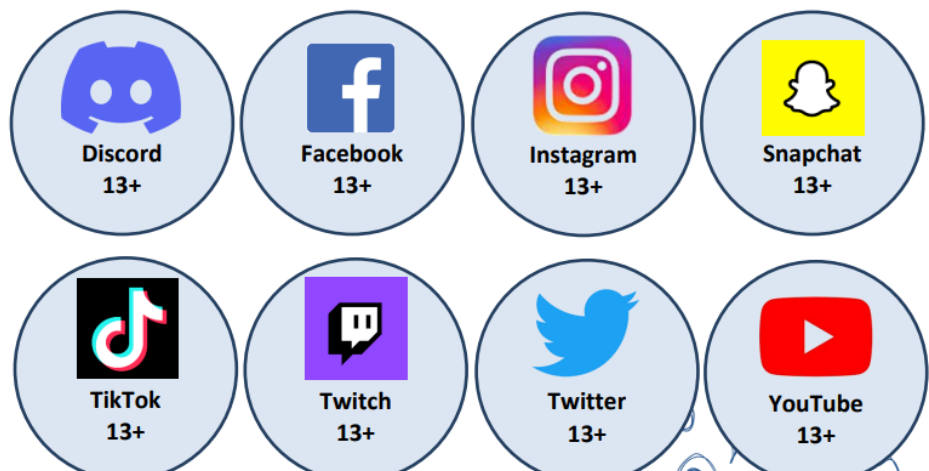 Discord
13+
Facebook
13+
Instagram
13+
Snapchat
13+
TikTok
13+
Twitch
13+
Twitter
13+
YouTube
13+